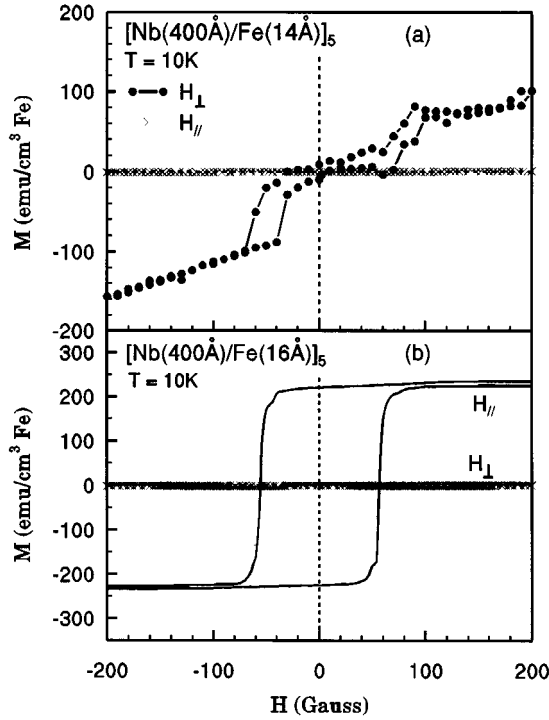 [Nb(400Å)/Fe(14Å)]₅ (a)
T = 10K
H⊥
H//
200
100
0
-100
-200
M (emu/cm³ Fe)
[Nb(400Å)/Fe(16Å)]₅ (b)
T = 10K
H//
H⊥
300
200
100
0
-100
-200
-300
M (emu/cm³ Fe)
-200 -100 0 100 200
H (Gauss)